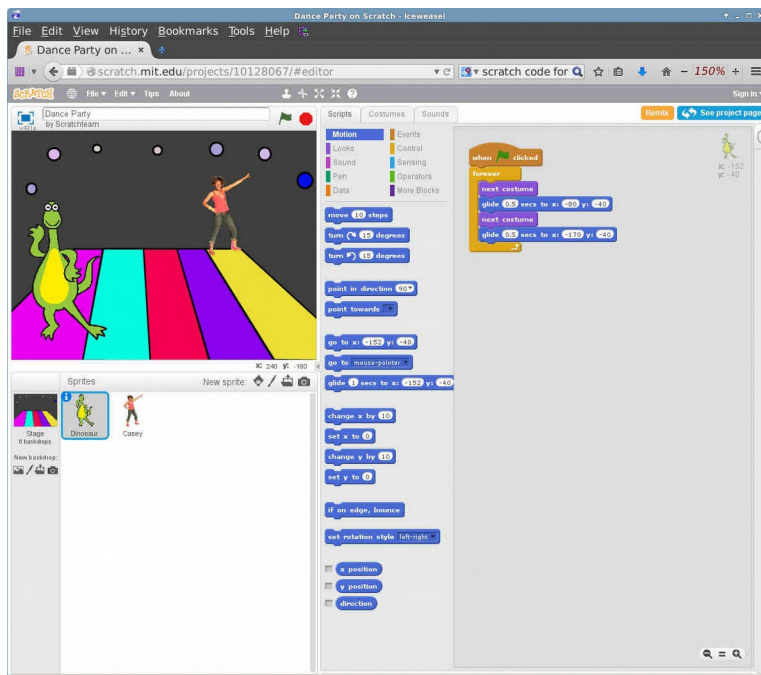 Dance Party on Scratch - Iceweasel
File Edit View History Bookmarks Tools Help
Dance Party on ...
scratch.mit.edu/projects/10128067/#editor
scratch code for
150%
SCRATCH File Edit Tips About
Sign in
Dance Party
by Scratchteam
v431a
Scripts Costumes Sounds
Remix
See project page
Motion Events
Looks Control
Sound Sensing
Pen Operators
Data More Blocks
move 10 steps
turn 15 degrees
turn 15 degrees
point in direction 90
point towards
go to x: -152 y: -40
go to mouse-pointer
glide 1 secs to x: -152 y: -40
change x by 10
set x to 0
change y by 10
set y to 0
if on edge, bounce
set rotation style left-right
x position
y position
direction
when clicked
forever
next costume
glide 0.5 secs to x: -80 y: -40
next costume
glide 0.5 secs to x: -170 y: -40
x: -152
y: -40
X: 240 y: -180
Sprites New sprite:
Stage
6 backdrops
New backdrop:
Dinosaur
Casey